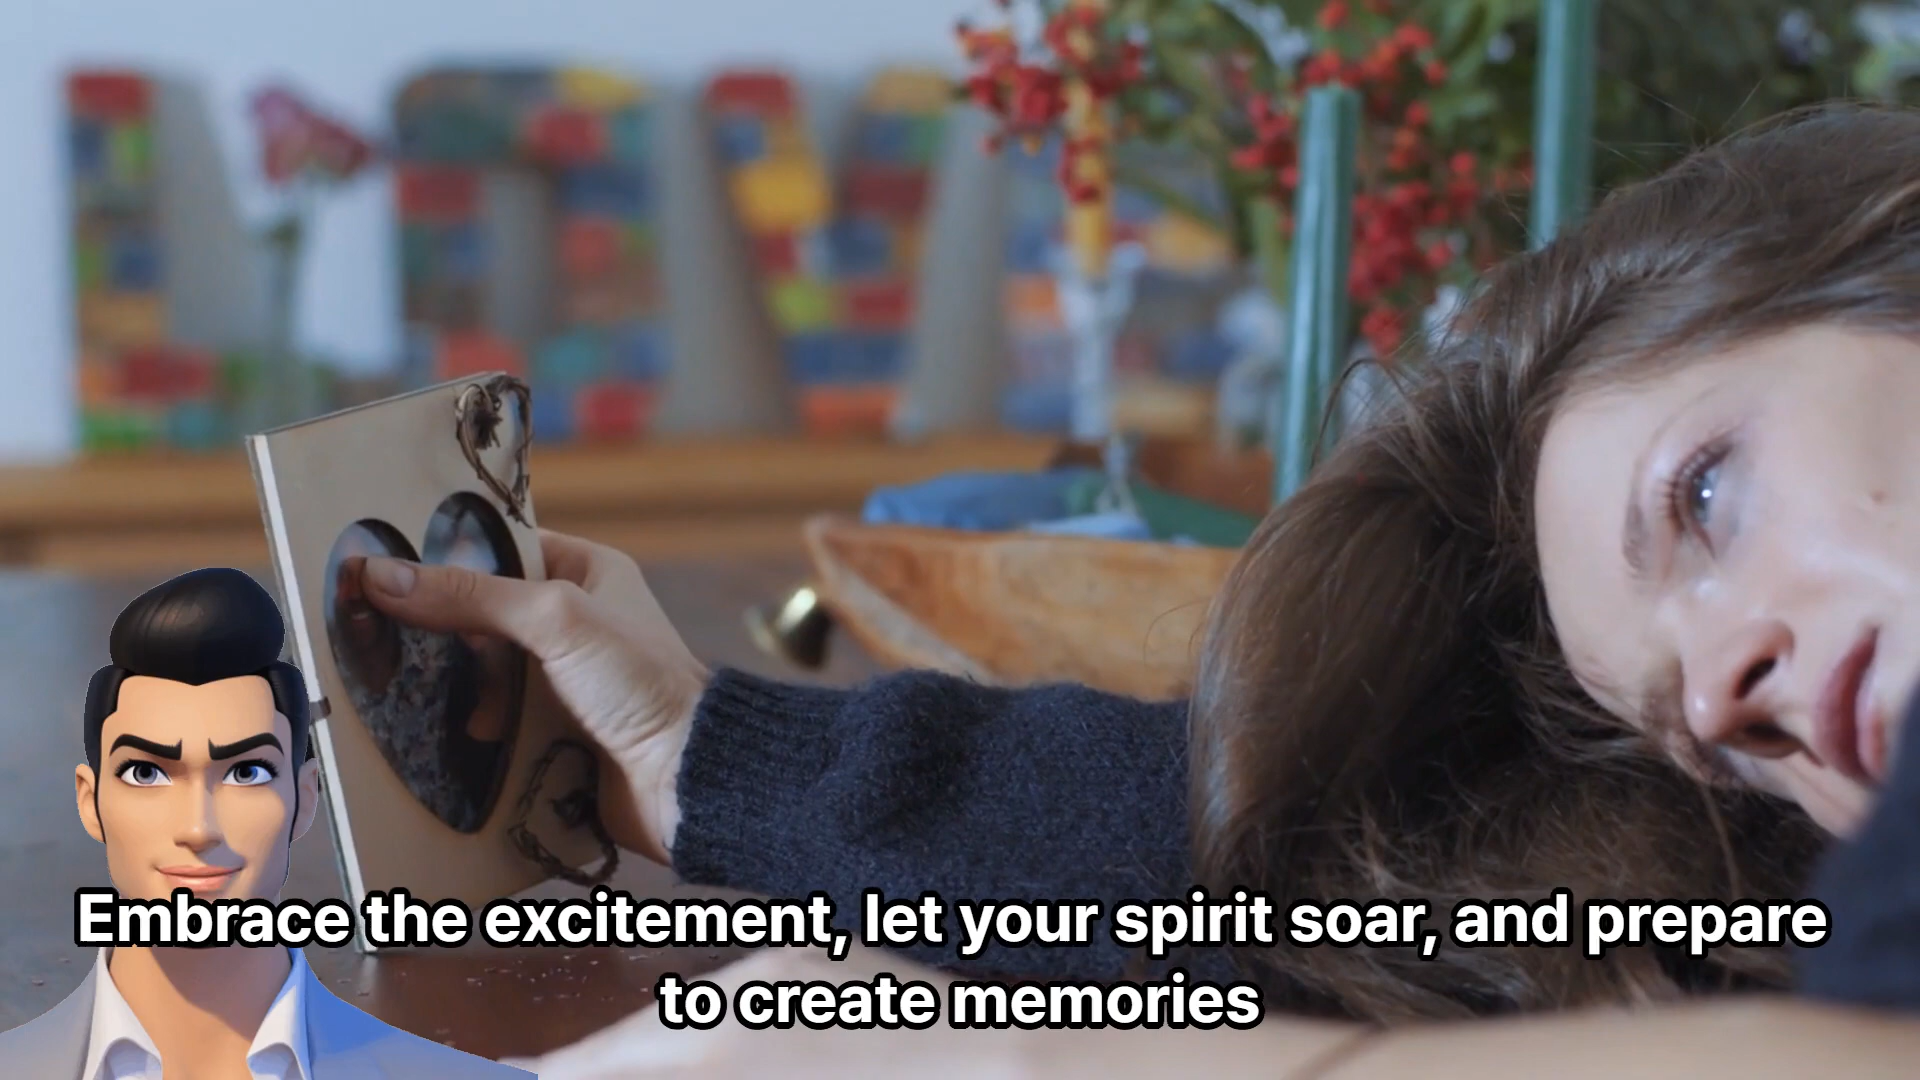 Embrace the excitement, let your spirit soar, and prepare
to create memories